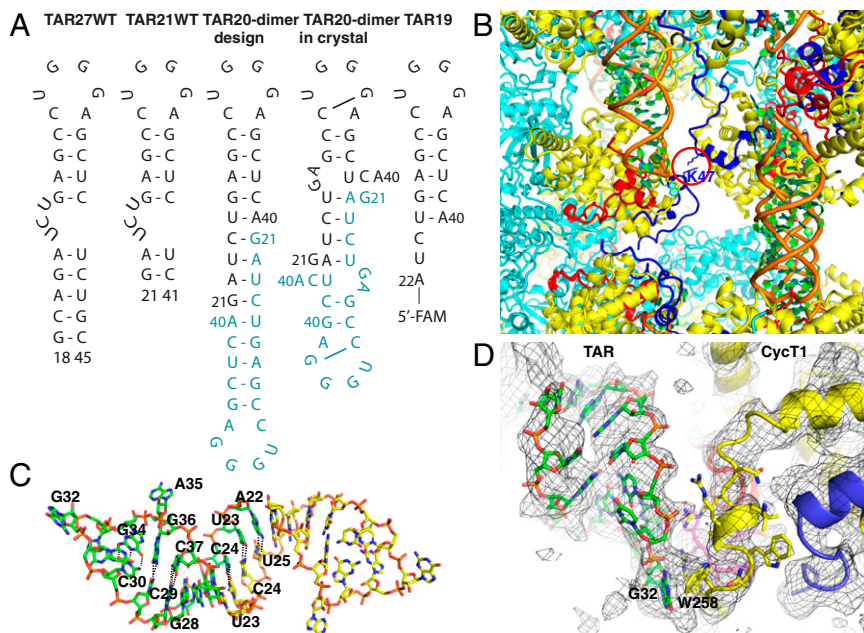 A
TAR27WT TAR21WT TAR20-dimer design TAR20-dimer in crystal TAR19
G G
U G
C A
C - G
G - C
A - U
G - C
U C U
A - U
G - C
A - U
C - G
G - C
18 45
G G
U G
C A
C - G
G - C
A - U
G - C
U C U
A - U
G - C
21 41
G G
U G
C A
C - G
G - C
A - U
G - C
U - A40
C - G21
U - A
A - U
21G - C
40A - U
C - G
U - A
C - G
G - C
A C
G U
G G
G G
U G
C A
C - G
G - C
A G
U C A40
U - A G21
C - U
U - C
21G A - U
40A C U
G A
C - G
40G - C
A C
G U
G G
G G
U G
C A
C - G
G - C
A - U
G - C
U - A40
C
U
22A
5′-FAM
B
K47
C
G32
A35
G34
G36
C30
C37
C29
G28
U23
C24
A22
U25
C24
U23
D
TAR CycT1
G32
W258